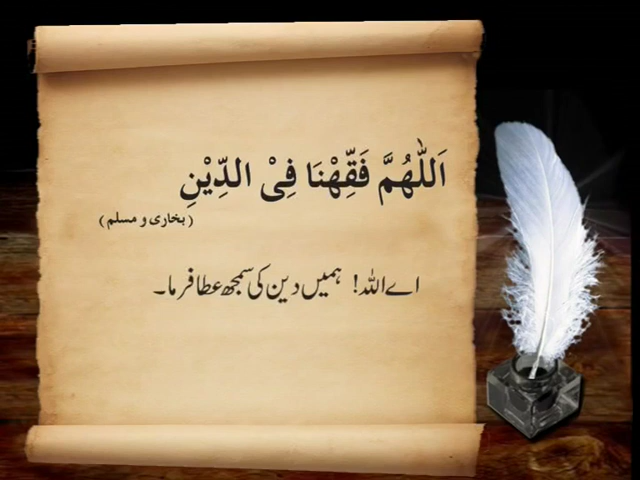 اَللّٰهُمَّ فَقِّهْنَا فِیْ الدِّیْنِ
(بخاری و مسلم)
اے اللہ! ہمیں دین کی سمجھ عطا فرما۔